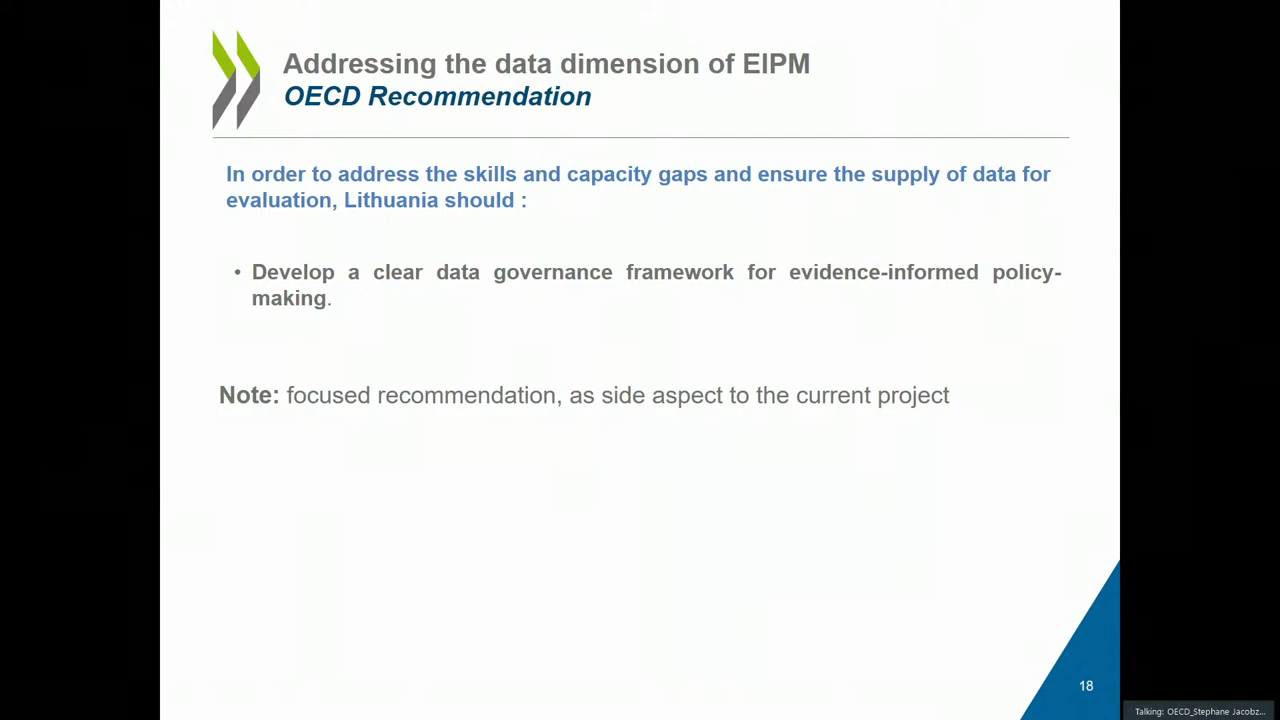 Addressing the data dimension of EIPM
OECD Recommendation
In order to address the skills and capacity gaps and ensure the supply of data for
evaluation, Lithuania should :
• Develop a clear data governance framework for evidence-informed policy-
making.
Note: focused recommendation, as side aspect to the current project
18
Talking: OECD_Stephane Jacobz...